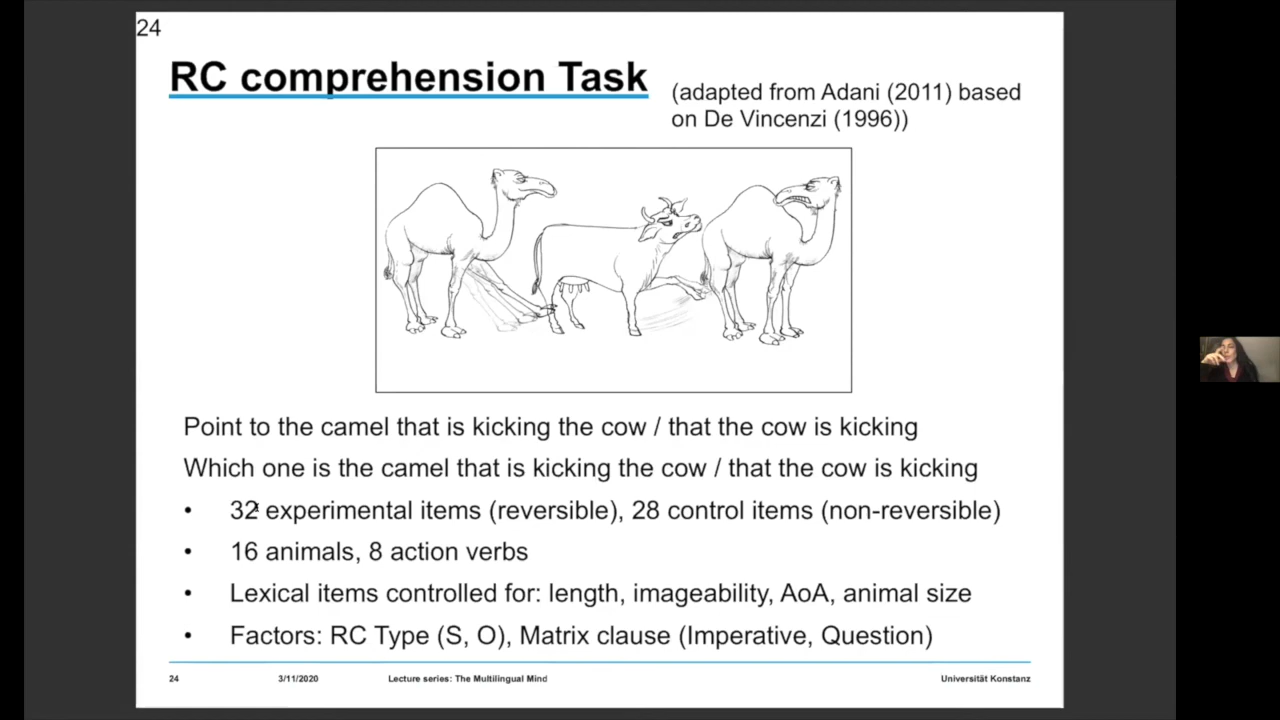 24
RC comprehension Task
(adapted from Adani (2011) based
on De Vincenzi (1996))
Point to the camel that is kicking the cow / that the cow is kicking
Which one is the camel that is kicking the cow / that the cow is kicking
• 32 experimental items (reversible), 28 control items (non-reversible)
• 16 animals, 8 action verbs
• Lexical items controlled for: length, imageability, AoA, animal size
• Factors: RC Type (S, O), Matrix clause (Imperative, Question)
24 3/11/2020 Lecture series: The Multilingual Mind Universität Konstanz